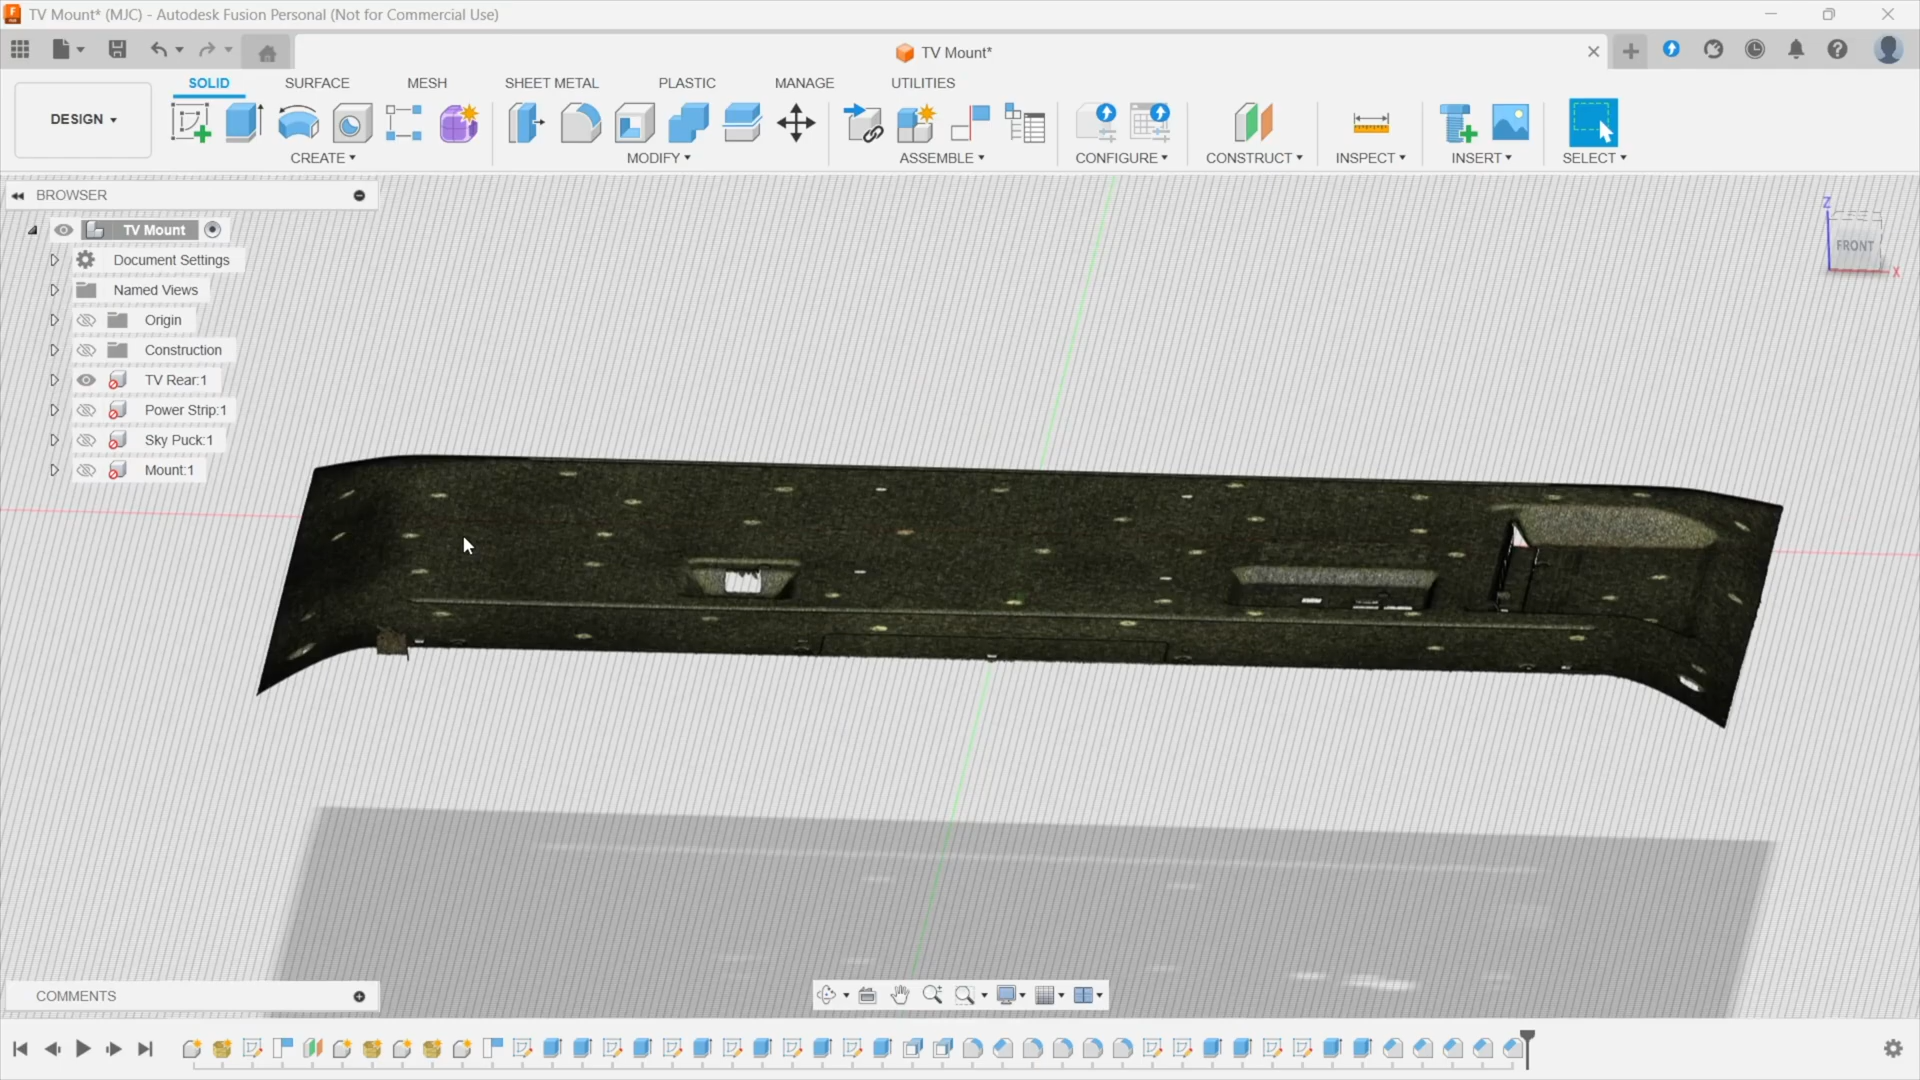 TV Mount* (MJC) - Autodesk Fusion Personal (Not for Commercial Use)
TV Mount*
SOLID
SURFACE
MESH
SHEET METAL
PLASTIC
MANAGE
UTILITIES
DESIGN
CREATE
MODIFY
ASSEMBLE
CONFIGURE
CONSTRUCT
INSPECT
INSERT
SELECT
BROWSER
TV Mount
Document Settings
Named Views
Origin
Construction
TV Rear:1
Power Strip:1
Sky Puck:1
Mount:1
Z
FRONT
X
COMMENTS